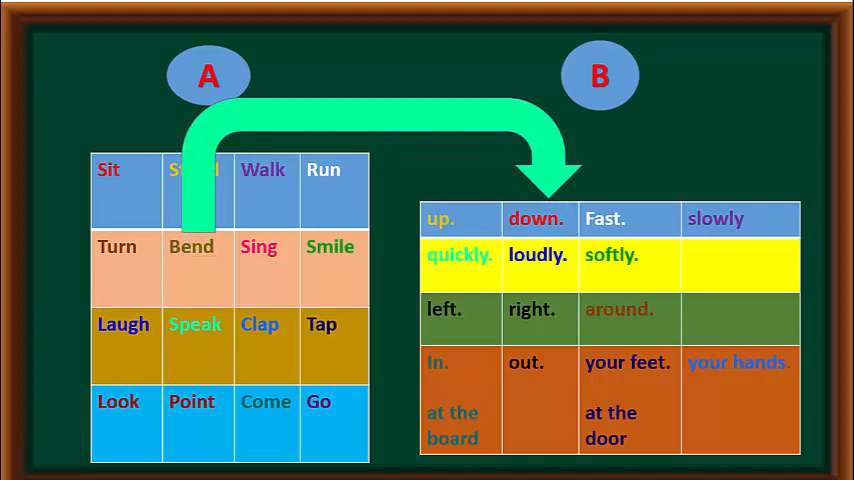 A
B
Sit Walk Run
Turn Bend Sing Smile
Laugh Speak Clap Tap
Look Point Come Go
up. down. Fast. slowly
quickly. loudly. softly.
left. right. around.
In. out. your feet. your hands.
at the at the
board door